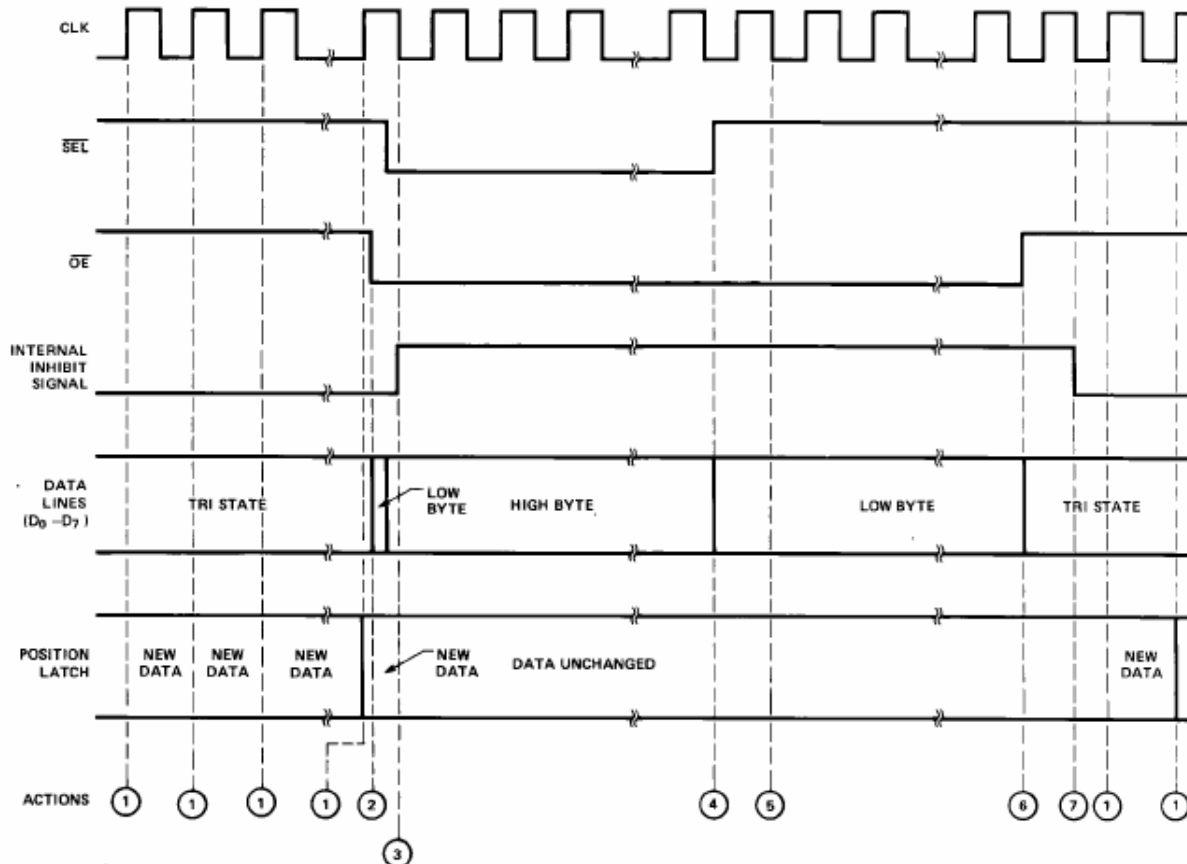 CLK
SEL
OE
INTERNAL
INHIBIT
SIGNAL
DATA
LINES
(D0 –D7 )
TRI STATE
LOW
BYTE
HIGH BYTE
LOW BYTE
TRI STATE
POSITION
LATCH
NEW
DATA
NEW
DATA
NEW
DATA
NEW
DATA
DATA UNCHANGED
NEW
DATA
ACTIONS
1 1 1 1 2 4 5 6 7 1 1
3